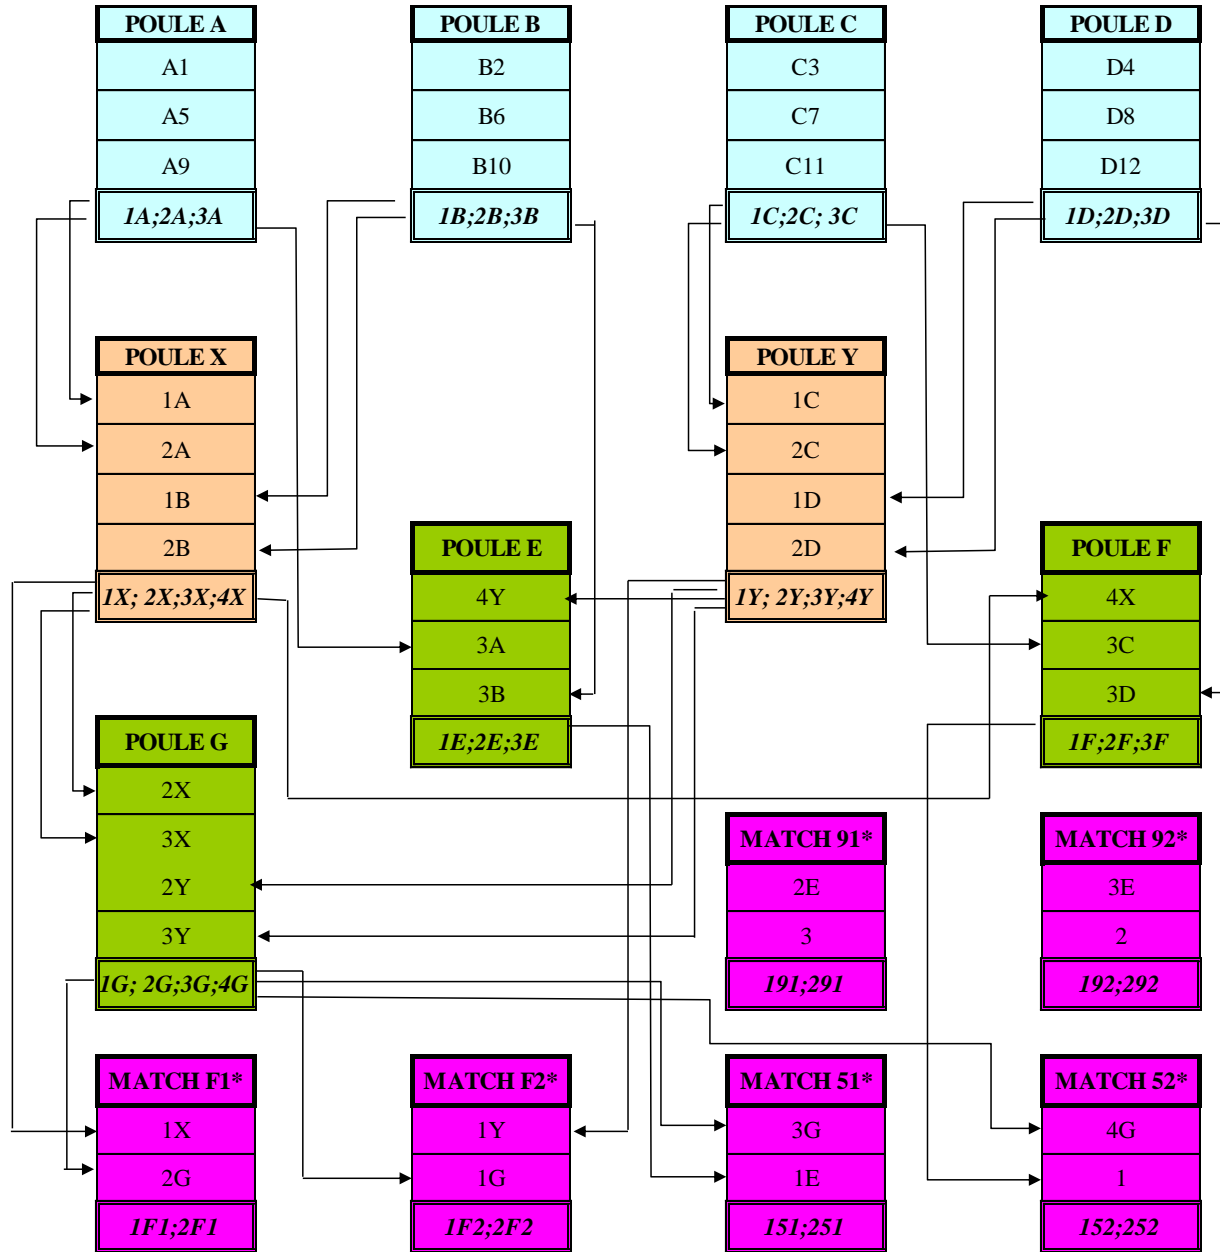 POULE A
A1
A5
A9
1A;2A;3A
POULE B
B2
B6
B10
1B;2B;3B
POULE C
C3
C7
C11
1C;2C; 3C
POULE D
D4
D8
D12
1D;2D;3D
POULE X
1A
2A
1B
2B
1X; 2X;3X;4X
POULE Y
1C
2C
1D
2D
1Y; 2Y;3Y;4Y
POULE E
4Y
3A
3B
1E;2E;3E
POULE F
4X
3C
3D
1F;2F;3F
POULE G
2X
3X
2Y
3Y
1G; 2G;3G;4G
MATCH 91*
2E
3
191;291
MATCH 92*
3E
2
192;292
MATCH F1*
1X
2G
1F1;2F1
MATCH F2*
1Y
1G
1F2;2F2
MATCH 51*
3G
1E
151;251
MATCH 52*
4G
1
152;252